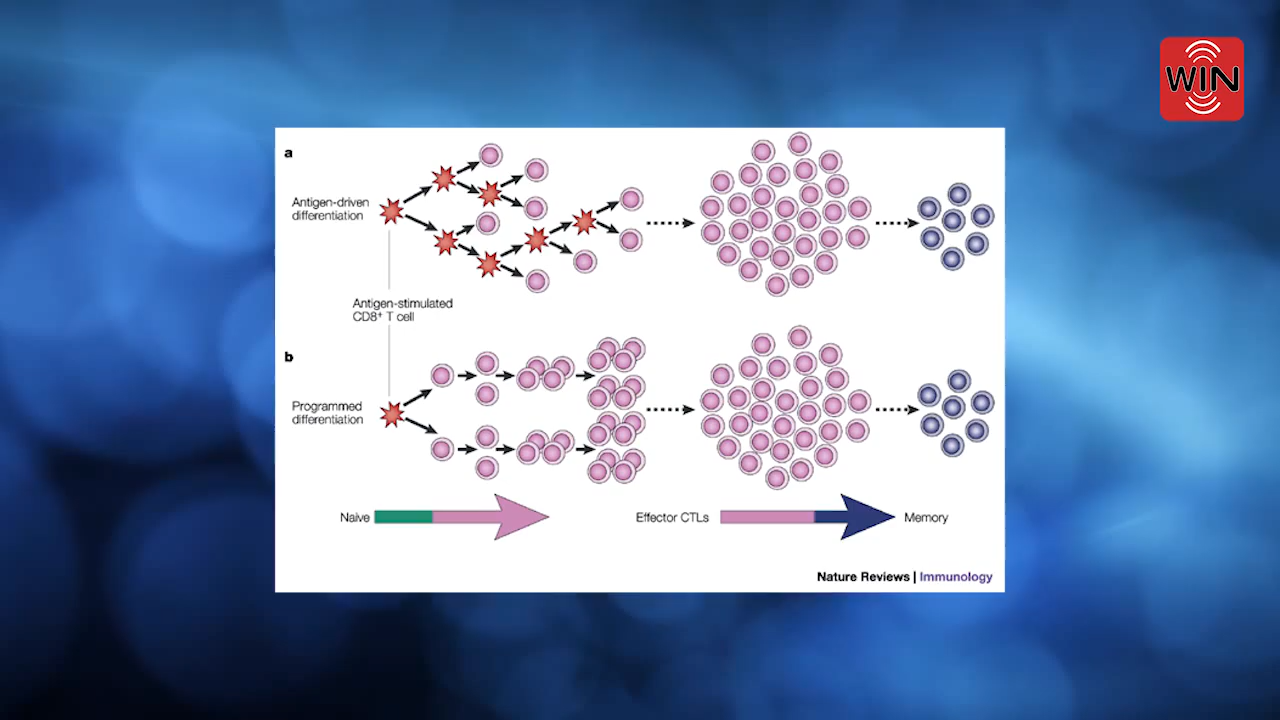 WIN
a
Antigen-driven
differentiation
Antigen-stimulated
CD8⁺ T cell
b
Programmed
differentiation
Naive
Effector CTLs
Memory
Nature Reviews | Immunology